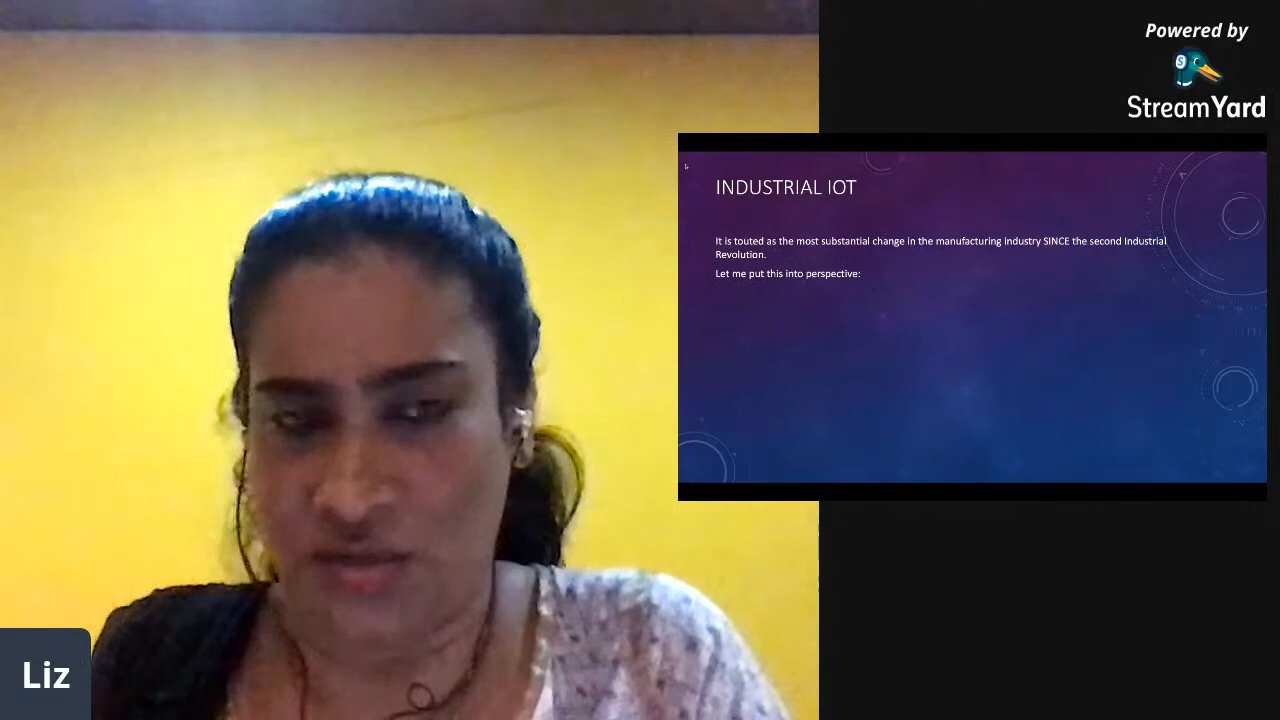 Powered by
StreamYard
INDUSTRIAL IOT
It is touted as the most substantial change in the manufacturing industry SINCE the second Industrial
Revolution.
Let me put this into perspective:
Liz